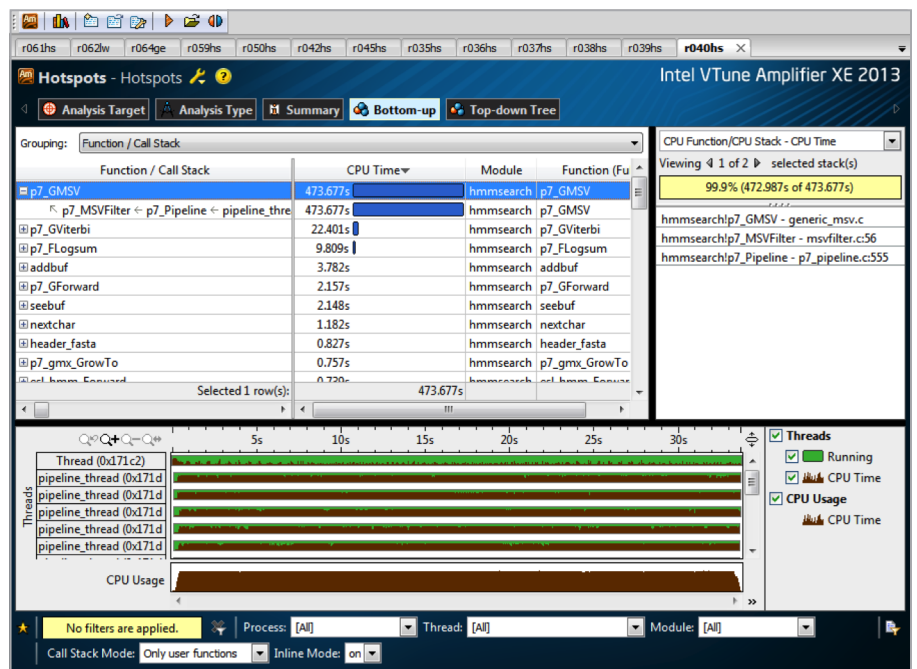 Am
r061hs r062lw r064ge r059hs r050hs r042hs r045hs r035hs r036hs r037hs r038hs r039hs r040hs
Am Hotspots - Hotspots ? Intel VTune Amplifier XE 2013
Analysis Target Analysis Type Summary Bottom-up Top-down Tree
Grouping: Function / Call Stack
CPU Function/CPU Stack - CPU Time
Viewing 1 of 2 selected stack(s)
99.9% (472.987s of 473.677s)
hmmsearch!p7_GMSV - generic_msv.c
hmmsearch!p7_MSVFilter - msvfilter.c:56
hmmsearch!p7_Pipeline - p7_pipeline.c:555
Function / Call Stack CPU Time Module Function (Fu
p7_GMSV 473.677s hmmsearch p7_GMSV
p7_MSVFilter ← p7_Pipeline ← pipeline_thre 473.677s hmmsearch p7_GMSV
p7_GViterbi 22.401s hmmsearch p7_GViterbi
p7_FLogsum 9.809s hmmsearch p7_FLogsum
addbuf 3.782s hmmsearch addbuf
p7_GForward 2.157s hmmsearch p7_GForward
seebuf 2.148s hmmsearch seebuf
nextchar 1.182s hmmsearch nextchar
header_fasta 0.827s hmmsearch header_fasta
p7_gmx_GrowTo 0.757s hmmsearch p7_gmx_GrowTo
Selected 1 row(s): 473.677s
5s 10s 15s 20s 25s 30s
Threads
Thread (0x171c2)
pipeline_thread (0x171d
pipeline_thread (0x171d
pipeline_thread (0x171d
pipeline_thread (0x171d
pipeline_thread (0x171d
CPU Usage
Threads
Running
CPU Time
CPU Usage
CPU Time
No filters are applied. Process: [All] Thread: [All] Module: [All]
Call Stack Mode: Only user functions Inline Mode: on